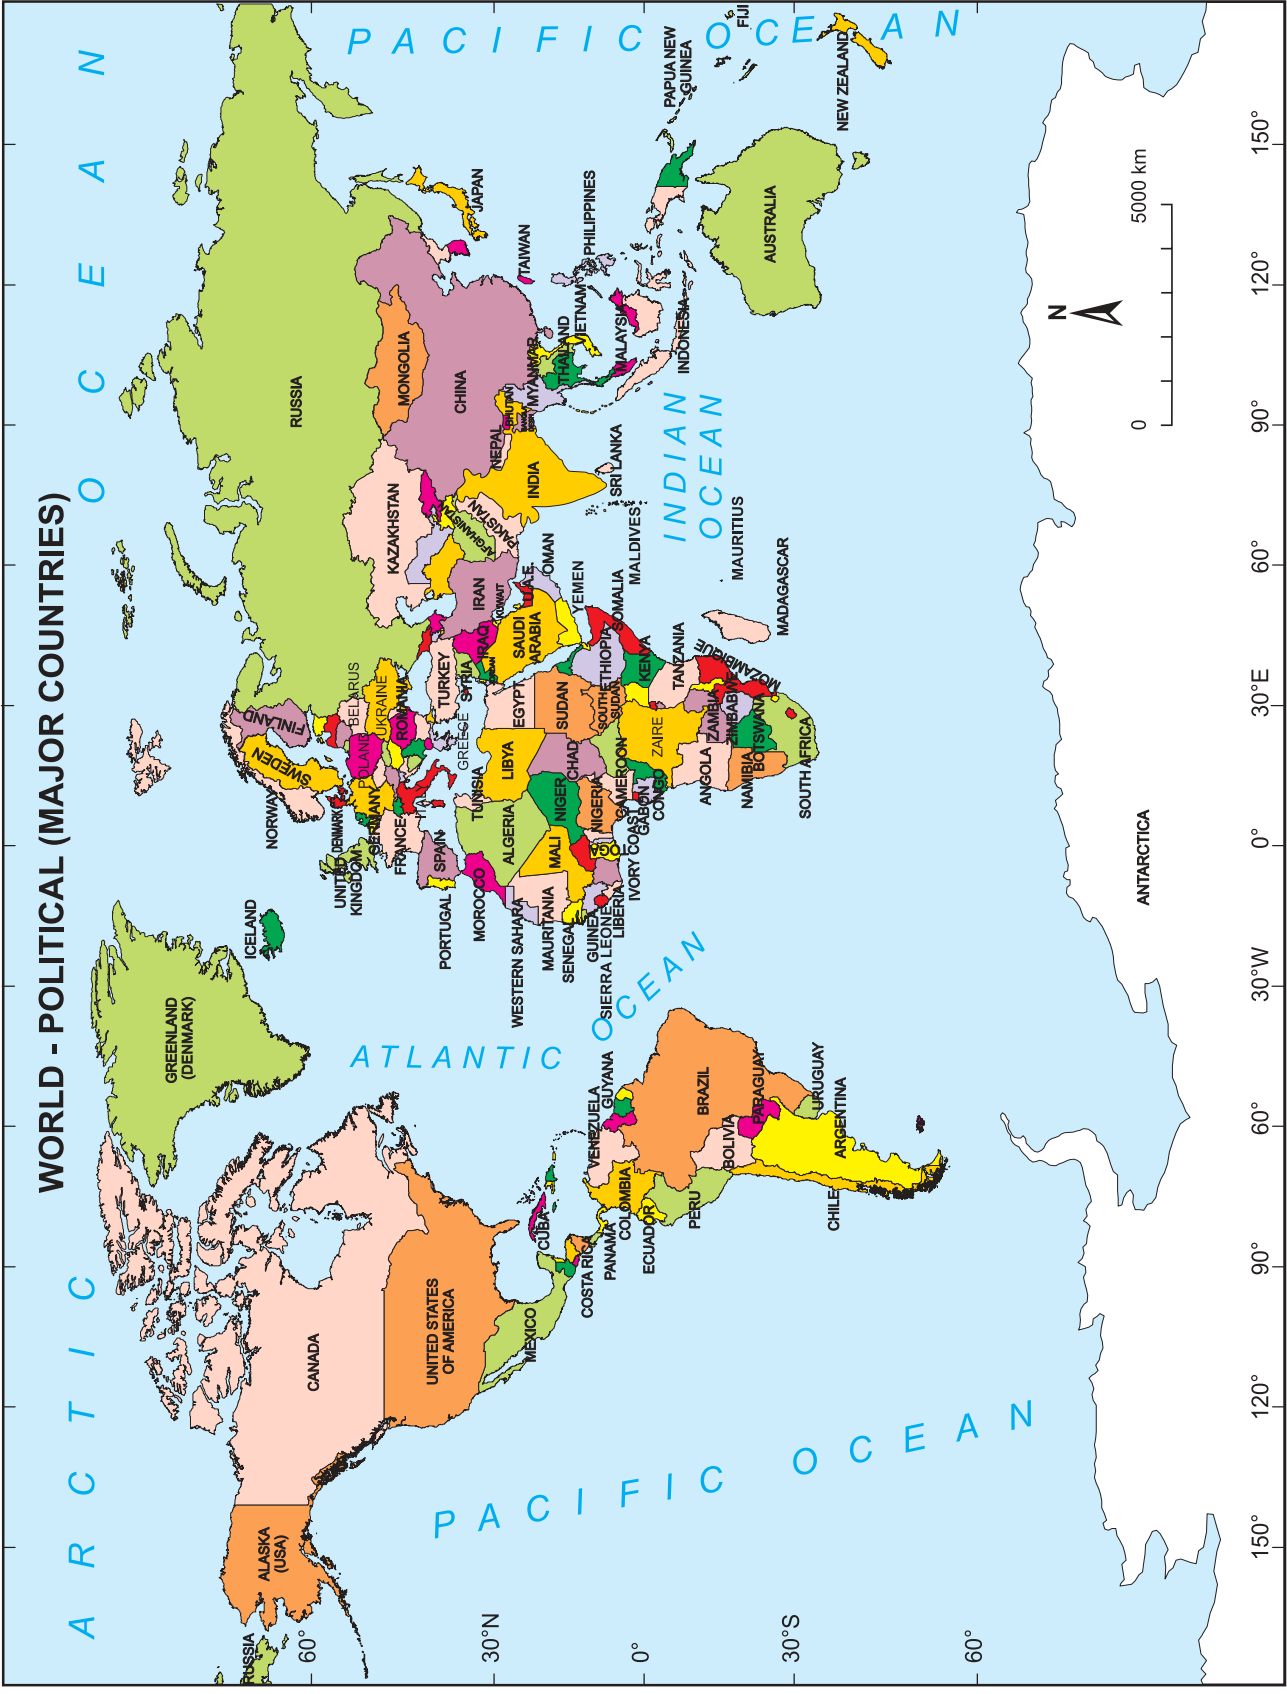 WORLD - POLITICAL (MAJOR COUNTRIES)
ARCTIC OCEAN
RUSSIA
ALASKA
(USA)
CANADA
GREENLAND
(DENMARK)
ICELAND
UNITED STATES
OF AMERICA
MEXICO
CUBA
COSTA RICA
PANAMA
VENEZUELA
GUYANA
COLOMBIA
ECUADOR
PERU
BRAZIL
BOLIVIA
PARAGUAY
URUGUAY
ARGENTINA
CHILE
PACIFIC OCEAN
ATLANTIC
OCEAN
NORWAY
SWEDEN
FINLAND
DENMARK
UNITED
KINGDOM
GERMANY
POLAND
BELARUS
UKRAINE
ROMANIA
FRANCE
SPAIN
PORTUGAL
GREECE
TURKEY
SYRIA
IRAQ
IRAN
KUWAIT
SAUDI
ARABIA
U.A.E.
OMAN
YEMEN
RUSSIA
KAZAKHSTAN
MONGOLIA
CHINA
JAPAN
TAIWAN
AFGHANISTAN
PAKISTAN
INDIA
NEPAL
BHUTAN
MYANMAR
THAILAND
VIETNAM
PHILIPPINES
MALAYSIA
INDONESIA
SRI LANKA
MALDIVES
INDIAN
OCEAN
MAURITIUS
MADAGASCAR
MOROCCO
WESTERN SAHARA
ALGERIA
TUNISIA
LIBYA
EGYPT
MAURITANIA
MALI
NIGER
CHAD
SUDAN
SOUTH
SUDAN
ETHIOPIA
SOMALIA
KENYA
TANZANIA
SENEGAL
GUINEA
SIERRA LEONE
LIBERIA
IVORY COAST
TOGO
NIGERIA
CAMEROON
GABON
CONGO
ZAIRE
ANGOLA
ZAMBIA
ZIMBABWE
MOZAMBIQUE
NAMIBIA
BOTSWANA
SOUTH AFRICA
PACIFIC OCEAN
PAPUA NEW
GUINEA
FIJI
AUSTRALIA
NEW ZEALAND
ANTARCTICA
N
0 5000 km
60°
30°N
0°
30°S
60°
150°
120°
90°
60°
30°W
0°
30°E
60°
90°
120°
150°